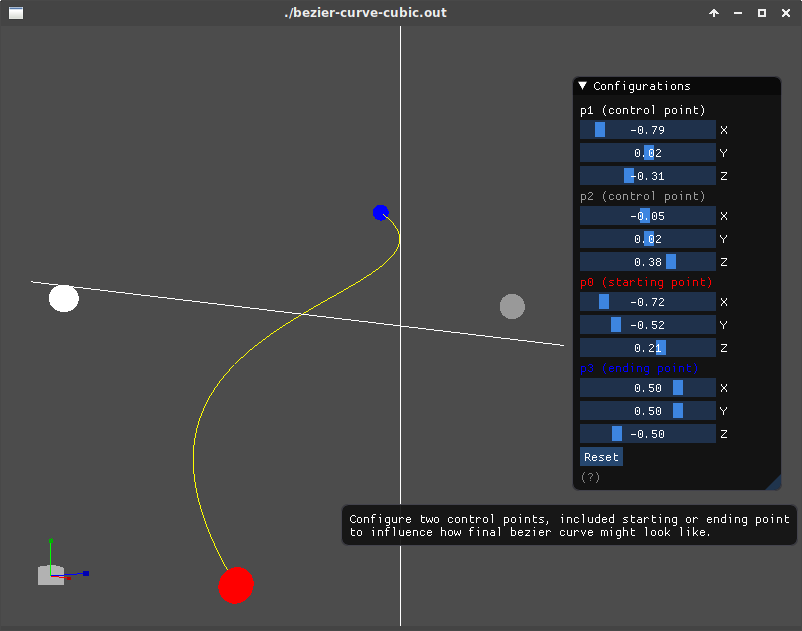 ./bezier-curve-cubic.out
▼ Configurations
p1 (control point)
-0.79 X
0.02 Y
-0.31 Z
p2 (control point)
-0.05 X
0.02 Y
0.38 Z
p0 (starting point)
-0.72 X
-0.52 Y
0.21 Z
p3 (ending point)
0.50 X
0.50 Y
-0.50 Z
Reset
(?)
Configure two control points, included starting or ending point
to influence how final bezier curve might look like.